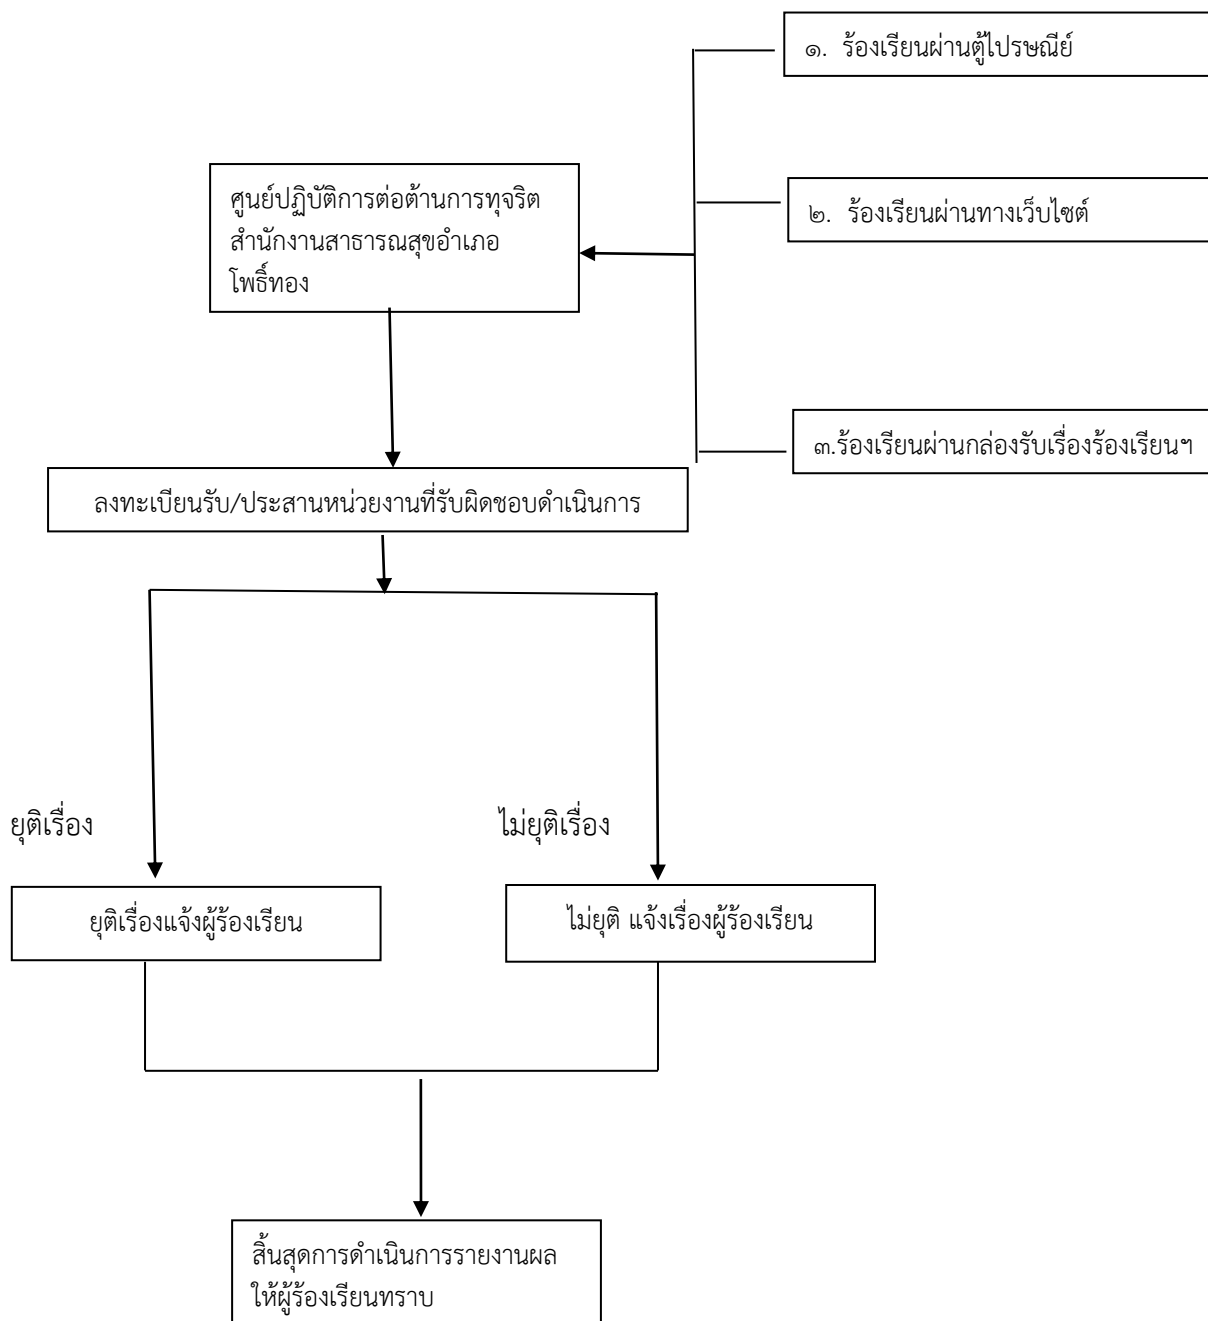 ๑. ร้องเรียนผ่านตู้ไปรษณีย์
ศูนย์ปฏิบัติการต่อต้านการทุจริต
สำนักงานสาธารณสุขอำเภอ
โพธิ์ทอง
๒. ร้องเรียนผ่านทางเว็บไซต์
๓.ร้องเรียนผ่านกล่องรับเรื่องร้องเรียนฯ
ลงทะเบียนรับ/ประสานหน่วยงานที่รับผิดชอบดำเนินการ
ยุติเรื่อง
ไม่ยุติเรื่อง
ยุติเรื่องแจ้งผู้ร้องเรียน
ไม่ยุติ แจ้งเรื่องผู้ร้องเรียน
สิ้นสุดการดำเนินการรายงานผล
ให้ผู้ร้องเรียนทราบ